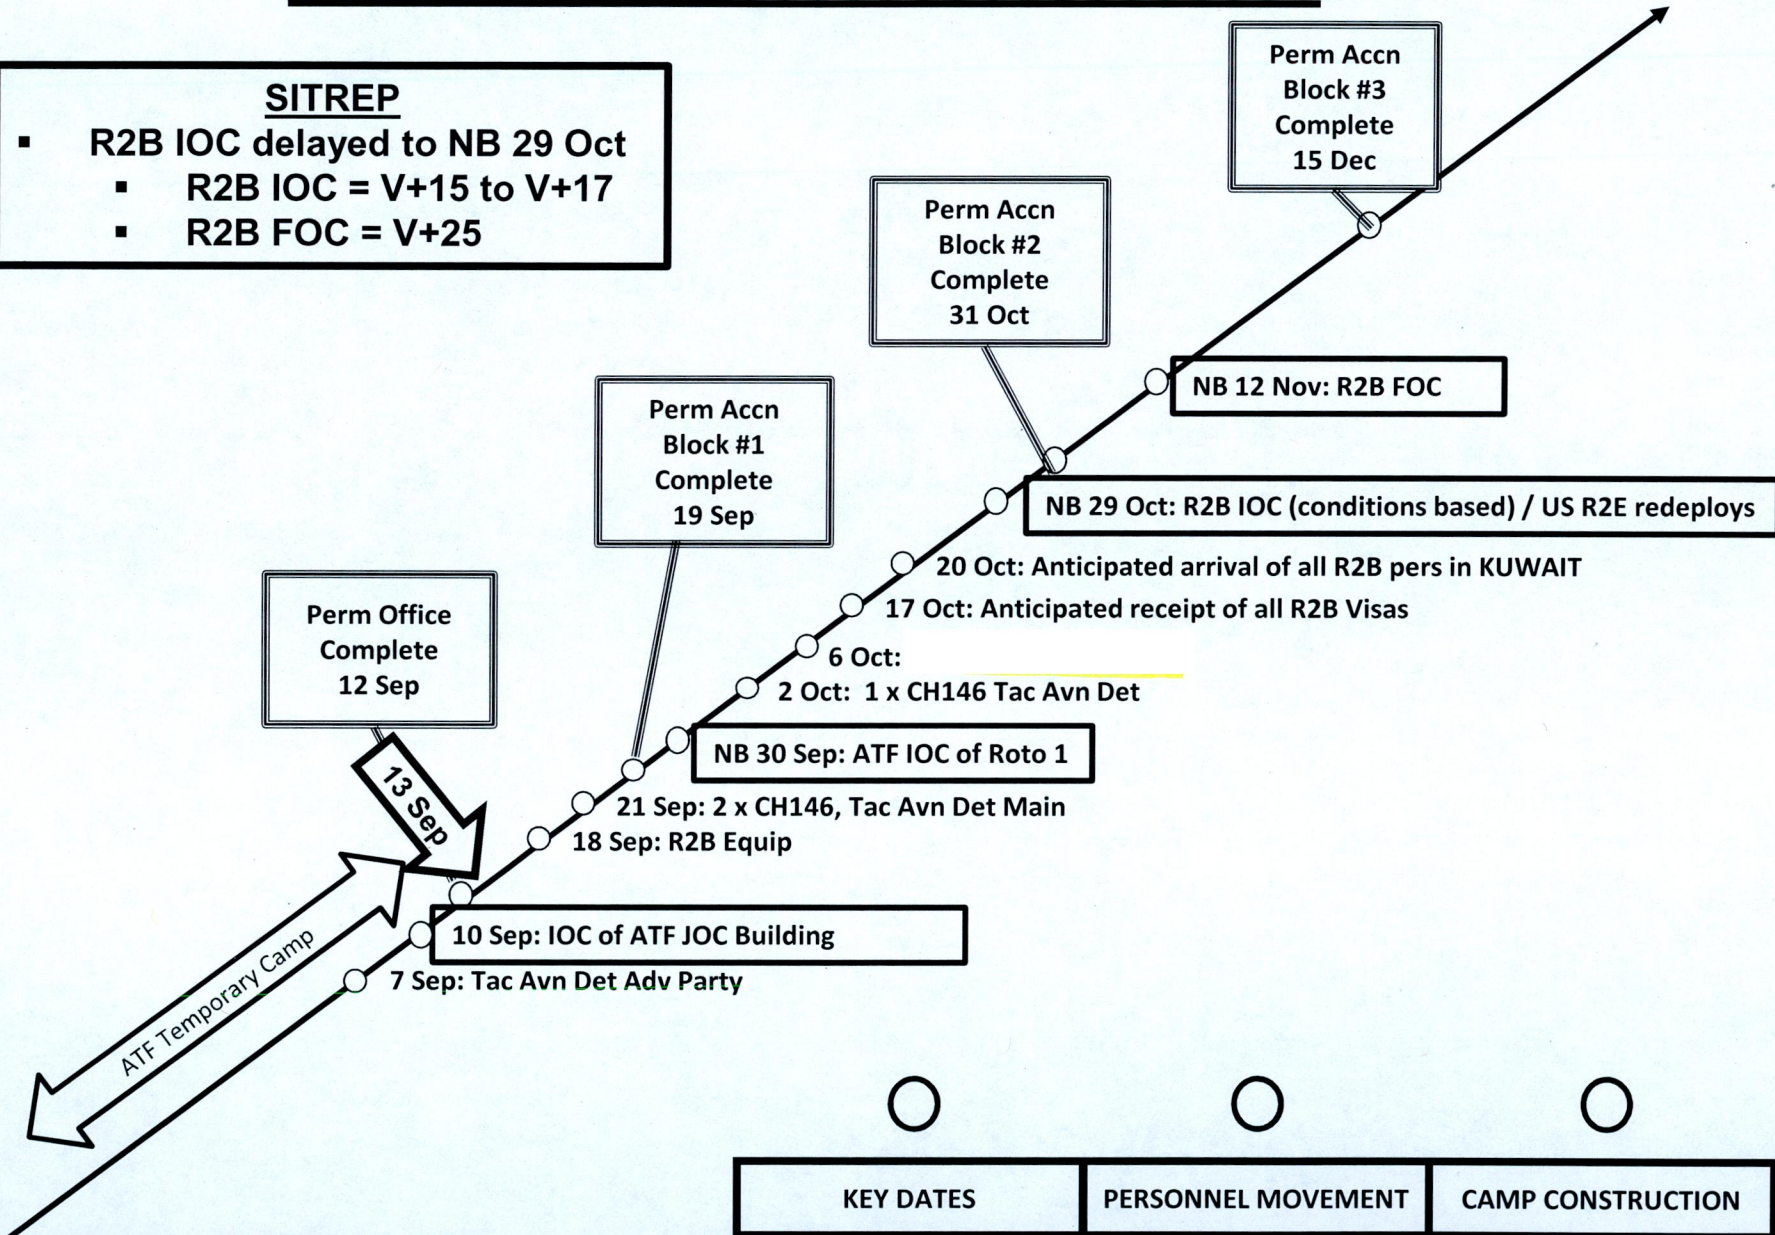 SITREP
▪ R2B IOC delayed to NB 29 Oct
▪ R2B IOC = V+15 to V+17
▪ R2B FOC = V+25
Perm Accn
Block #3
Complete
15 Dec
Perm Accn
Block #2
Complete
31 Oct
NB 12 Nov: R2B FOC
Perm Accn
Block #1
Complete
19 Sep
NB 29 Oct: R2B IOC (conditions based) / US R2E redeploys
20 Oct: Anticipated arrival of all R2B pers in KUWAIT
17 Oct: Anticipated receipt of all R2B Visas
Perm Office
Complete
12 Sep
6 Oct:
2 Oct: 1 x CH146 Tac Avn Det
NB 30 Sep: ATF IOC of Roto 1
13 Sep
21 Sep: 2 x CH146, Tac Avn Det Main
18 Sep: R2B Equip
10 Sep: IOC of ATF JOC Building
7 Sep: Tac Avn Det Adv Party
ATF Temporary Camp
KEY DATES
PERSONNEL MOVEMENT
CAMP CONSTRUCTION